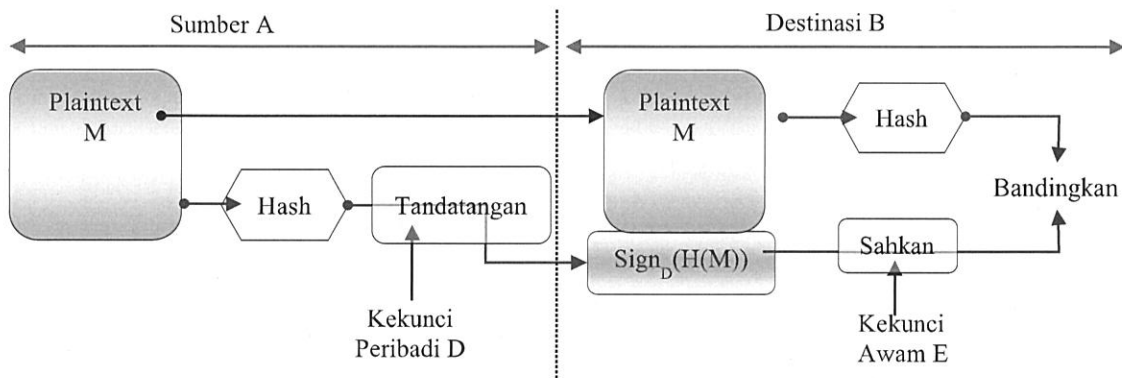 Sumber A
Destinasi B
Plaintext
M
Plaintext
M
Hash
Hash
Tandatangan
Bandingkan
Sign_D(H(M))
Sahkan
Kekunci
Peribadi D
Kekunci
Awam E